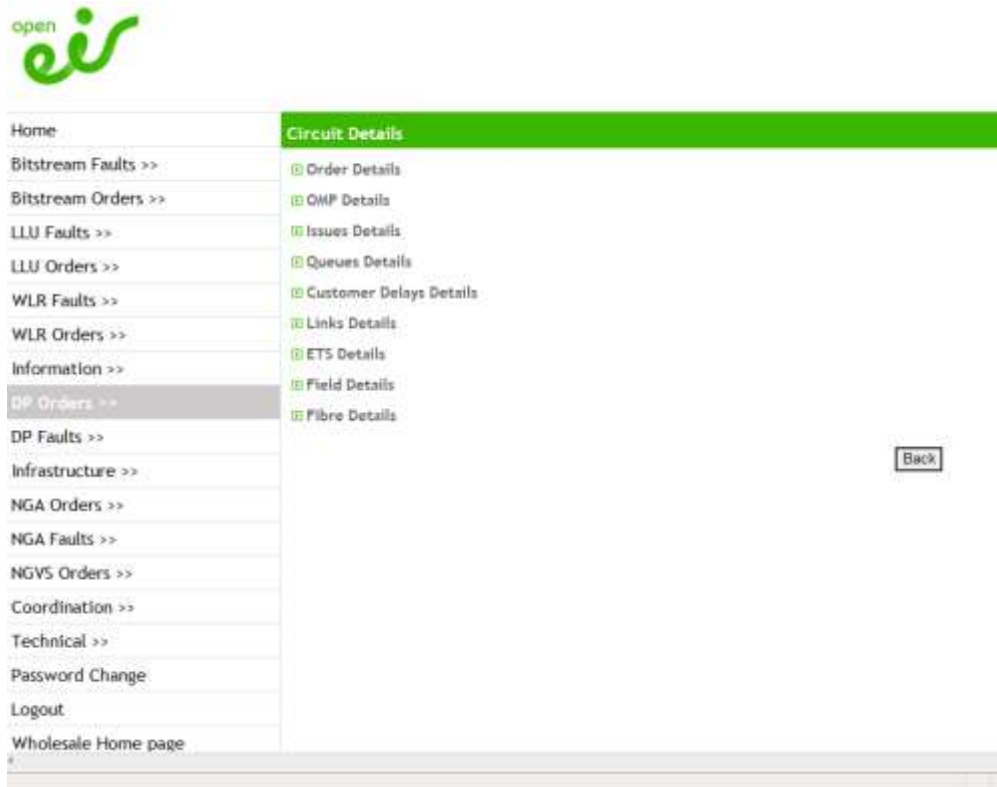 open
eir
Home
Bitstream Faults >>
Bitstream Orders >>
LLU Faults >>
LLU Orders >>
WLR Faults >>
WLR Orders >>
Information >>
DP Orders >>
DP Faults >>
Infrastructure >>
NGA Orders >>
NGA Faults >>
NGVS Orders >>
Coordination >>
Technical >>
Password Change
Logout
Wholesale Home page
Circuit Details
Order Details
OMP Details
Issues Details
Queues Details
Customer Delays Details
Links Details
ETS Details
Field Details
Fibre Details
Back